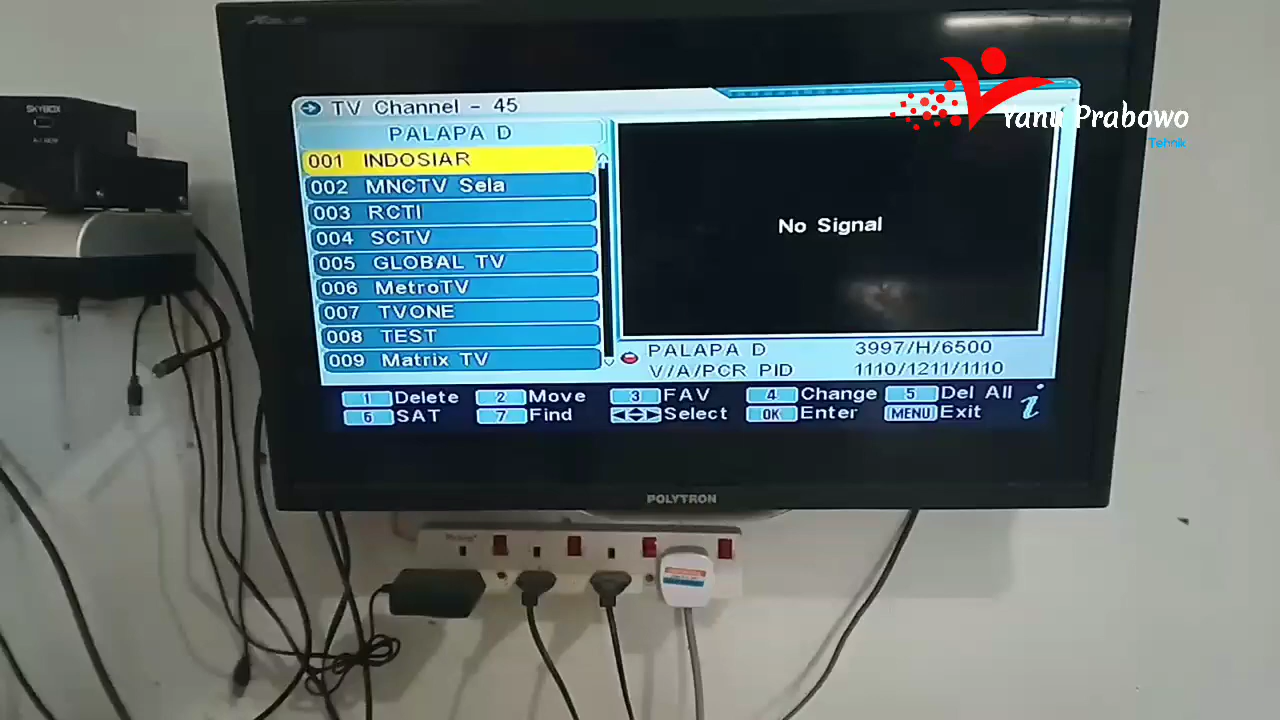 SKYBOX
Yanu Prabowo
Tehnik
TV Channel - 45
PALAPA D
001 INDOSIAR
002 MNCTV Sela
003 RCTI
004 SCTV
005 GLOBAL TV
006 MetroTV
007 TVONE
008 TEST
009 Matrix TV
No Signal
PALAPA D 3997/H/6500
V/A/PCR PID 1110/1211/1110
1 Delete 2 Move 3 FAV 4 Change 5 Del All
6 SAT 7 Find Select OK Enter MENU Exit i
POLYTRON